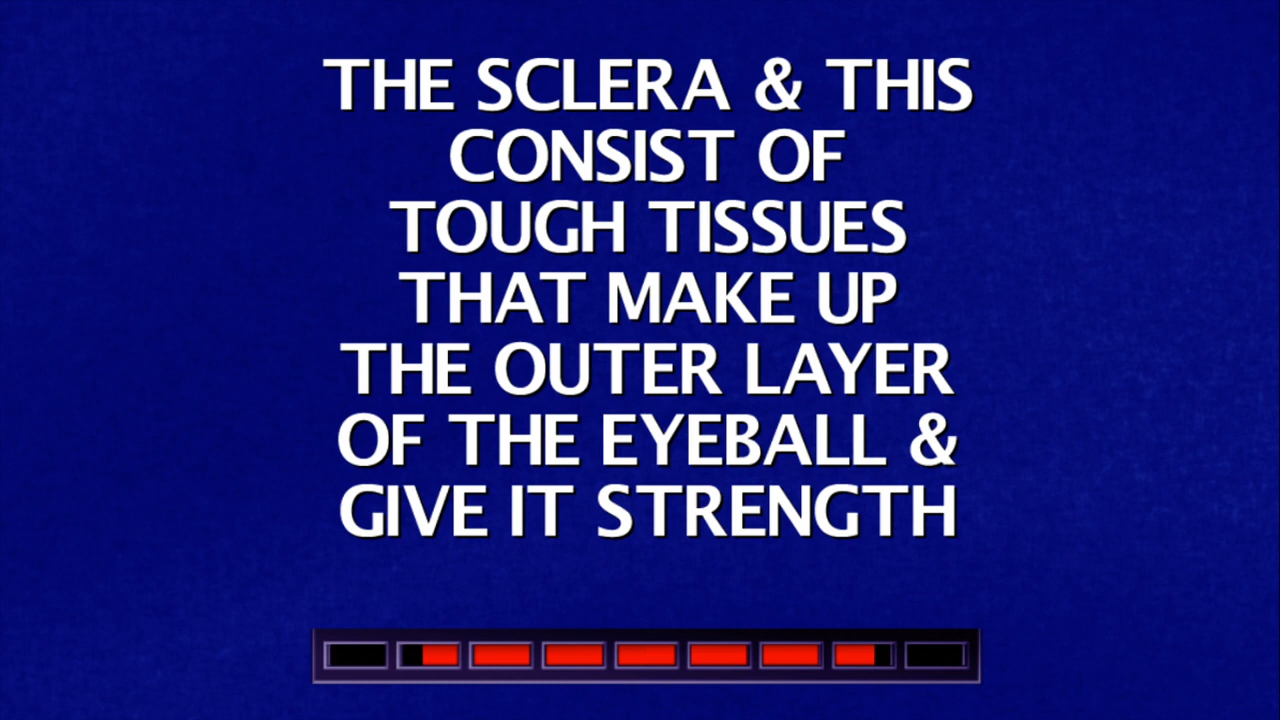 THE SCLERA & THIS
CONSIST OF
TOUGH TISSUES
THAT MAKE UP
THE OUTER LAYER
OF THE EYEBALL &
GIVE IT STRENGTH